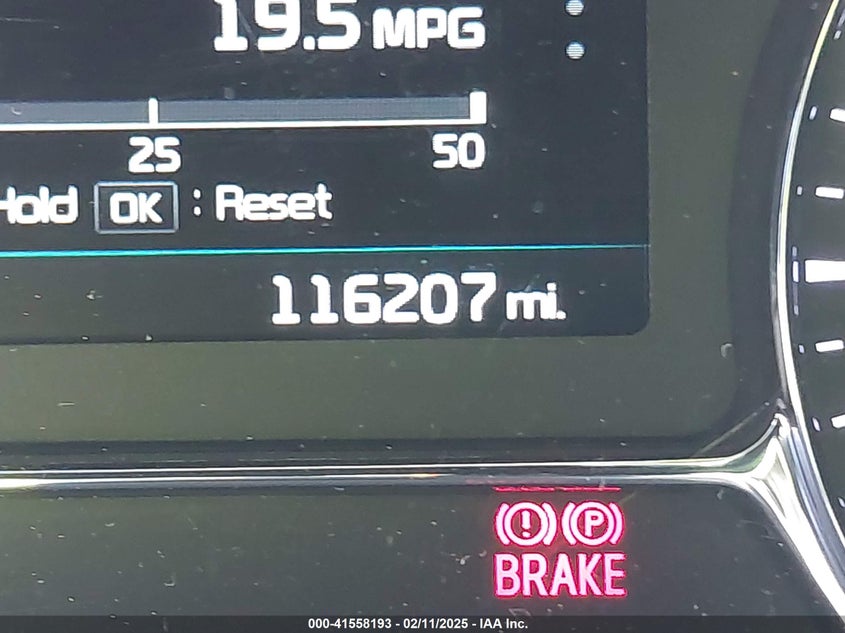 19.5 MPG
25 50
Hold OK : Reset
116207 mi.
(!) (P)
BRAKE
000-41558193 - 02/11/2025 - IAA Inc.